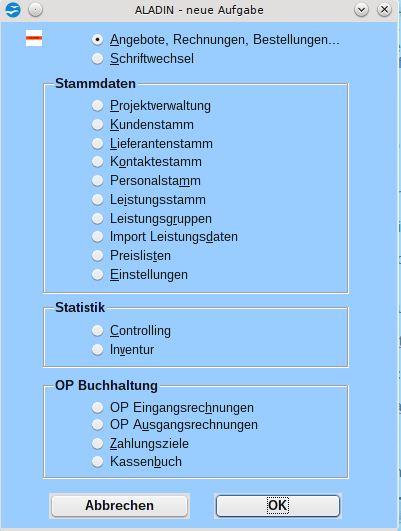 ALADIN - neue Aufgabe
Angebote, Rechnungen, Bestellungen...
Schriftwechsel
Stammdaten
Projektverwaltung
Kundenstamm
Lieferantenstamm
Kontaktestamm
Personalstamm
Leistungsstamm
Leistungsgruppen
Import Leistungsdaten
Preislisten
Einstellungen
Statistik
Controlling
Inventur
OP Buchhaltung
OP Eingangsrechnungen
OP Ausgangsrechnungen
Zahlungsziele
Kassenbuch
Abbrechen OK